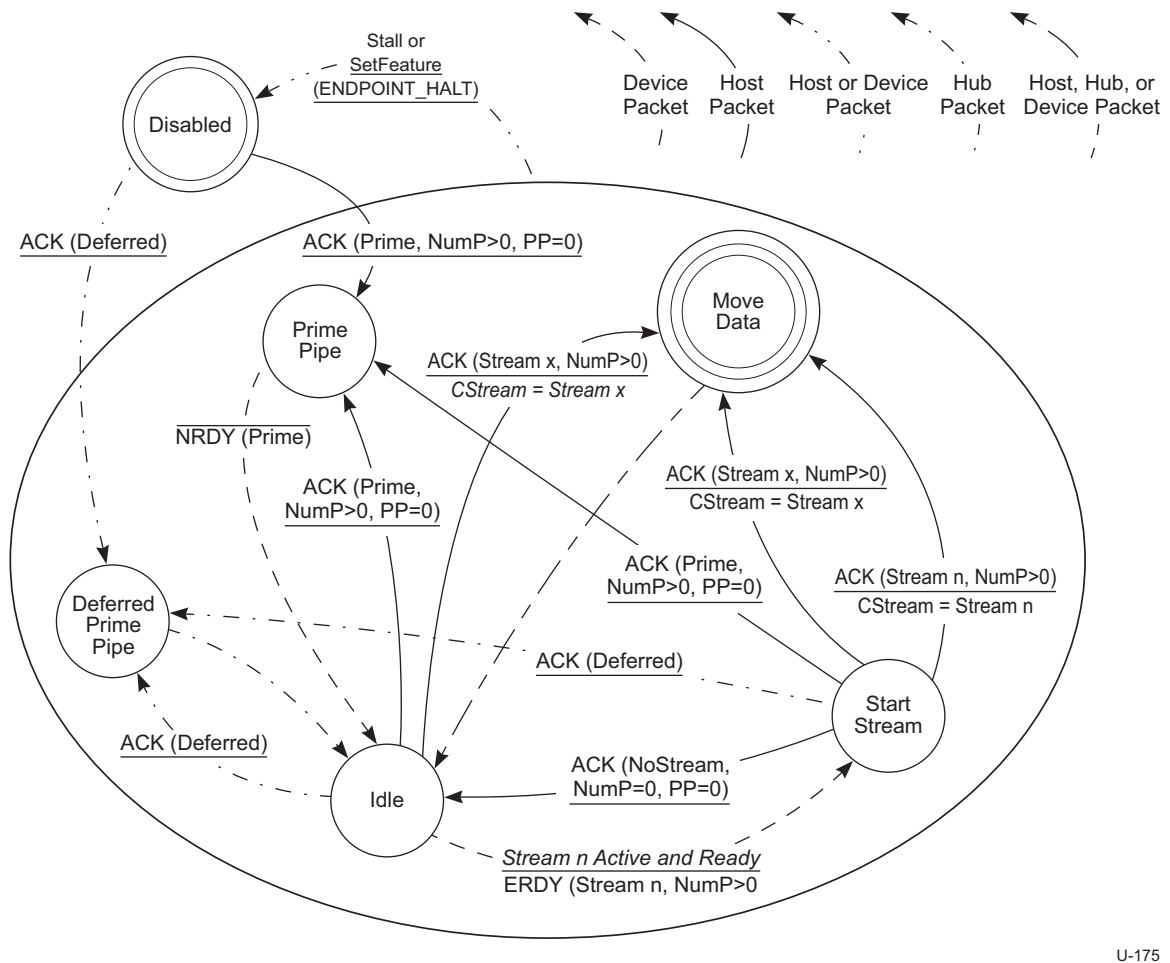 Stall or
SetFeature
(ENDPOINT_HALT)
Device
Packet
Host
Packet
Host or Device
Packet
Hub
Packet
Host, Hub, or
Device Packet
Disabled
ACK (Deferred)
ACK (Prime, NumP>0, PP=0)
Prime
Pipe
Move
Data
ACK (Stream x, NumP>0)
CStream = Stream x
NRDY (Prime)
ACK (Prime,
NumP>0, PP=0)
ACK (Stream x, NumP>0)
CStream = Stream x
ACK (Prime,
NumP>0, PP=0)
ACK (Stream n, NumP>0)
CStream = Stream n
Deferred
Prime
Pipe
ACK (Deferred)
Start
Stream
ACK (Deferred)
ACK (NoStream,
NumP=0, PP=0)
Idle
Stream n Active and Ready
ERDY (Stream n, NumP>0
U-175